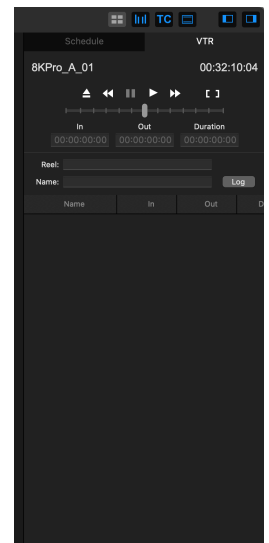 TC
Schedule VTR
8KPro_A_01 00:32:10:04
In Out Duration
00:00:00:00 00:00:00:00 00:00:00:00
Reel:
Name: Log
Name In Out D